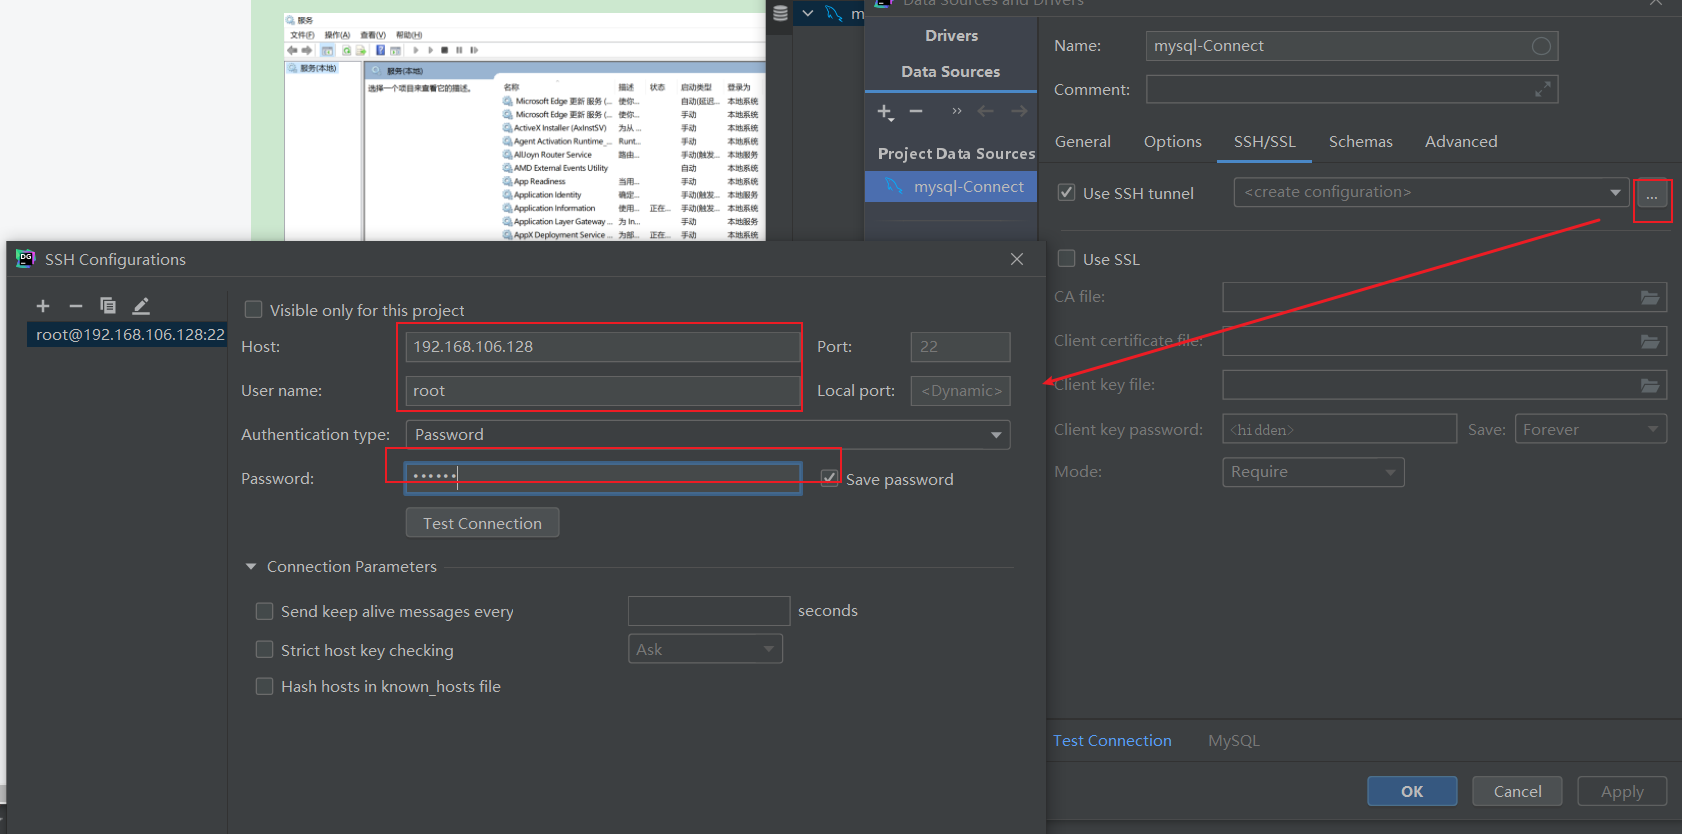 服务
文件(F) 操作(A) 查看(V) 帮助(H)
服务(本地)
服务(本地)
选择一个项目来查看它的描述。
名称 描述 状态 启动类型 登录为
Microsoft Edge 更新 服务 (... 使你... 自动(延迟... 本地系统
Microsoft Edge 更新 服务 (... 使你... 手动 本地系统
ActiveX Installer (AxInstSV) 为从 ... 手动 本地系统
Agent Activation Runtime_... Runt... 手动 本地系统
AllJoyn Router Service 路由... 手动(触发... 本地服务
AMD External Events Utility 自动 本地系统
App Readiness 当用... 手动 本地系统
Application Identity 确定... 手动(触发... 本地服务
Application Information 使用... 正在... 手动(触发... 本地系统
Application Layer Gateway ... 为 In... 手动 本地服务
AppX Deployment Service ... 为部... 正在... 手动 本地系统
m
Data Sources and Drivers
Drivers
Data Sources
Project Data Sources
mysql-Connect
Name: mysql-Connect
Comment:
General Options SSH/SSL Schemas Advanced
Use SSH tunnel <create configuration> ...
Use SSL
CA file:
Client certificate file:
Client key file:
Client key password: <hidden> Save: Forever
Mode: Require
Test Connection MySQL
OK Cancel Apply
DG SSH Configurations
root@192.168.106.128:22
Visible only for this project
Host: 192.168.106.128 Port: 22
User name: root Local port: <Dynamic>
Authentication type: Password
Password: •••••• Save password
Test Connection
Connection Parameters
Send keep alive messages every seconds
Strict host key checking Ask
Hash hosts in known_hosts file